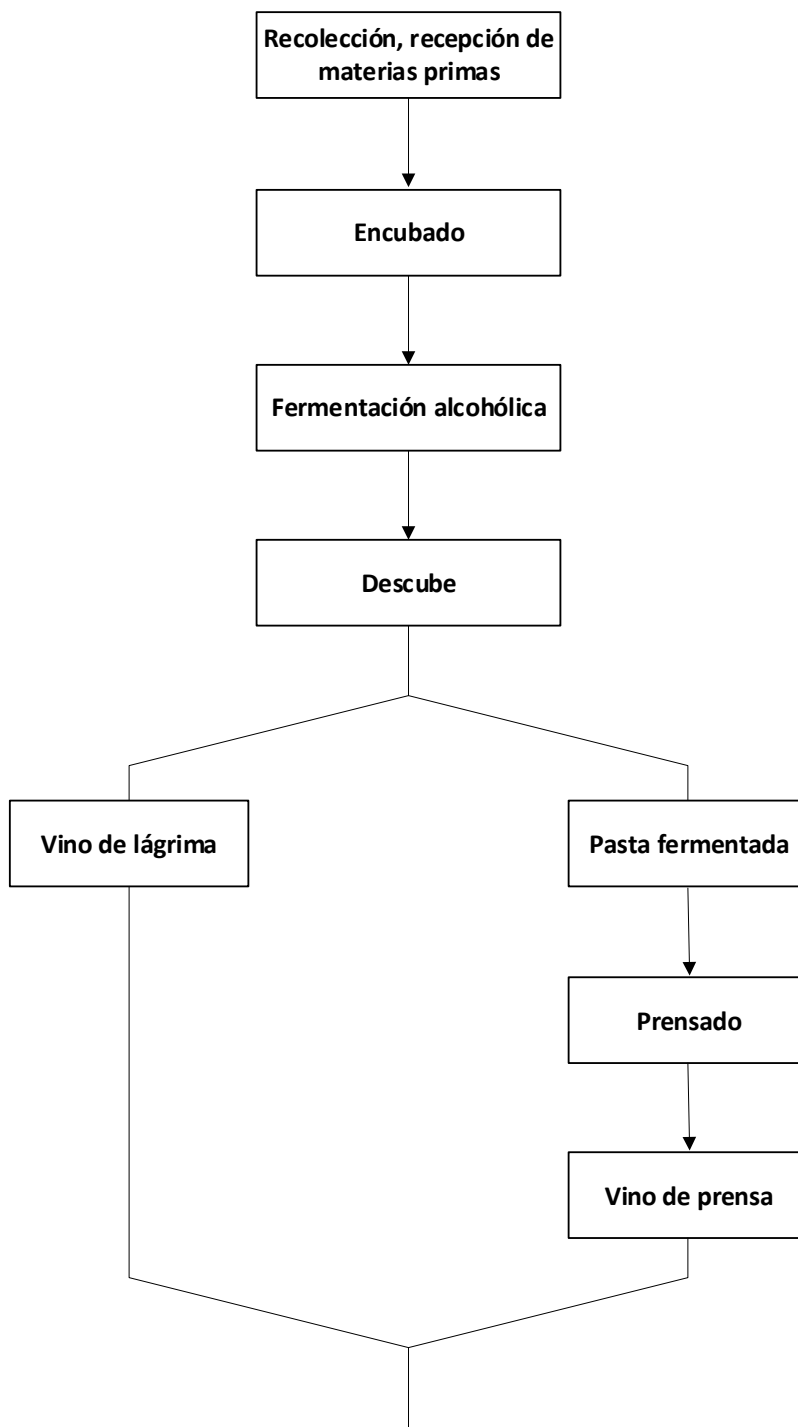 Recolección, recepción de
materias primas
Encubado
Fermentación alcohólica
Descube
Vino de lágrima
Pasta fermentada
Prensado
Vino de prensa